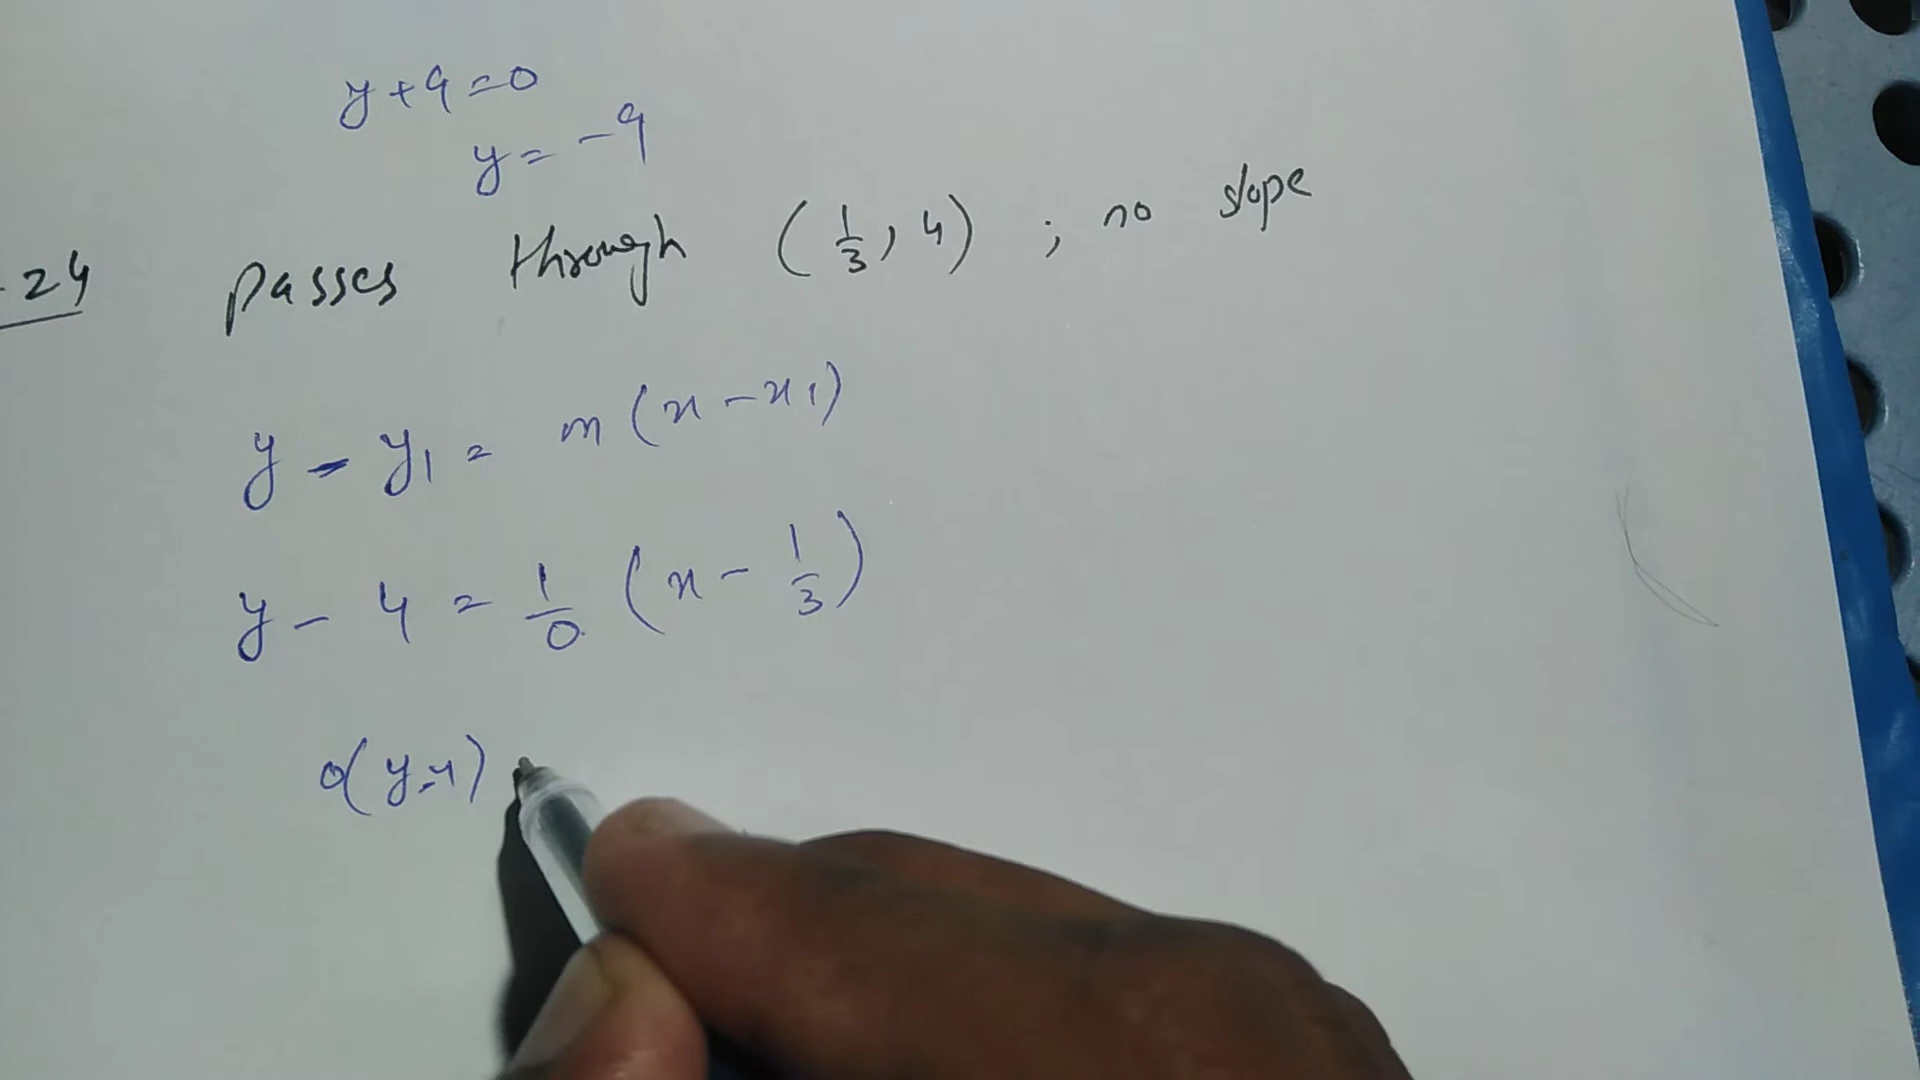 y+9=0
y=-9
-24 passes through (1/3, 4) ; no slope
y - y1 = m(x - x1)
y - 4 = 1/0 (x - 1/3)
0(y-4)